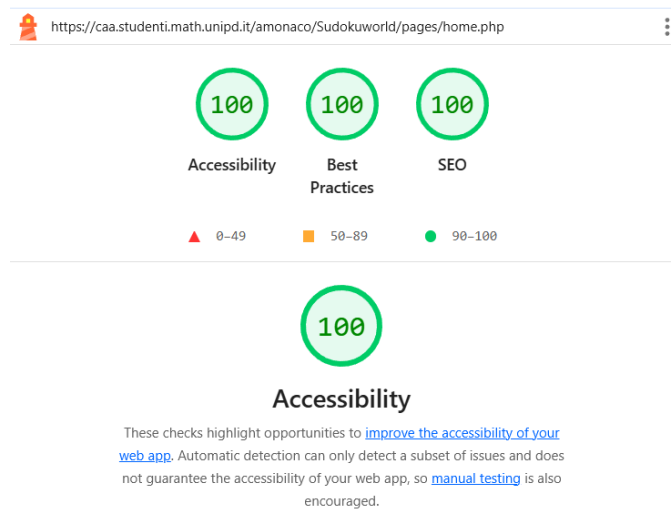 https://caa.studenti.math.unipd.it/amonaco/Sudokuworld/pages/home.php
100 100 100
Accessibility Best Practices SEO
0–49 50–89 90–100
100
Accessibility
These checks highlight opportunities to improve the accessibility of your
web app. Automatic detection can only detect a subset of issues and does
not guarantee the accessibility of your web app, so manual testing is also
encouraged.